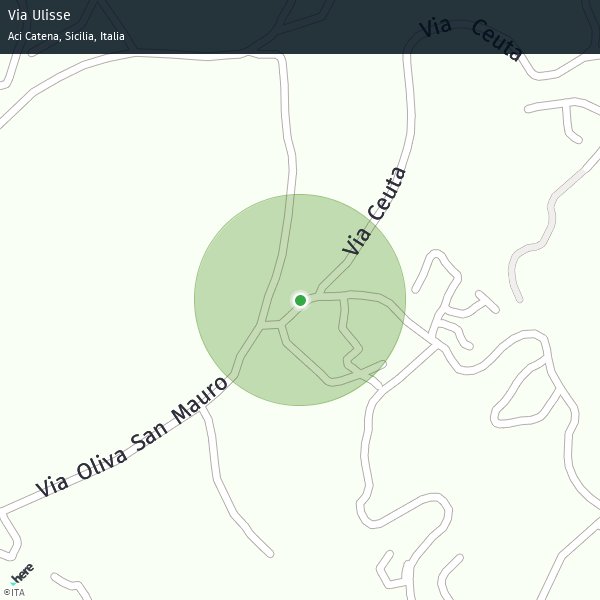 Via Ulisse
Aci Catena, Sicilia, Italia
Via Ceuta
Via Ceuta
Via Oliva San Mauro
here
©ITA